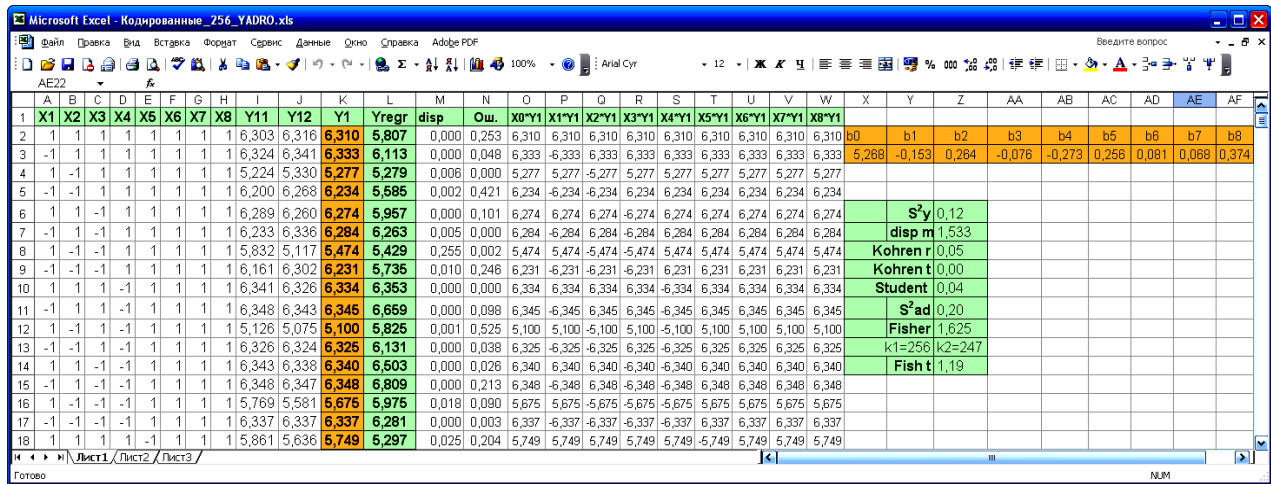 Microsoft Excel - Кодированные_256_YADRO.xls
Файл Правка Вид Вставка Формат Сервис Данные Окно Справка Adobe PDF Введите вопрос
100% Arial Cyr 12 Ж К Ч % 000
AE22 fx
A B C D E F G H I J K L M N O P Q R S T U V W X Y Z AA AB AC AD AE AF
1 X1 X2 X3 X4 X5 X6 X7 X8 Y11 Y12 Y1 Yregr disp Ош. X0*Y1 X1*Y1 X2*Y1 X3*Y1 X4*Y1 X5*Y1 X6*Y1 X7*Y1 X8*Y1
2 1 1 1 1 1 1 1 1 6,303 6,316 6,310 5,807 0,000 0,253 6,310 6,310 6,310 6,310 6,310 6,310 6,310 6,310 6,310 b0 b1 b2 b3 b4 b5 b6 b7 b8
3 -1 1 1 1 1 1 1 1 6,324 6,341 6,333 6,113 0,000 0,048 6,333 -6,333 6,333 6,333 6,333 6,333 6,333 6,333 6,333 5,268 -0,153 0,264 -0,076 -0,273 0,256 0,081 0,068 0,374
4 1 -1 1 1 1 1 1 1 5,224 5,330 5,277 5,279 0,006 0,000 5,277 5,277 -5,277 5,277 5,277 5,277 5,277 5,277 5,277
5 -1 -1 1 1 1 1 1 1 6,200 6,268 6,234 5,585 0,002 0,421 6,234 -6,234 -6,234 6,234 6,234 6,234 6,234 6,234 6,234
6 1 1 -1 1 1 1 1 1 6,289 6,260 6,274 5,957 0,000 0,101 6,274 6,274 6,274 -6,274 6,274 6,274 6,274 6,274 6,274 S²y 0,12
7 -1 1 -1 1 1 1 1 1 6,233 6,336 6,284 6,263 0,005 0,000 6,284 -6,284 6,284 -6,284 6,284 6,284 6,284 6,284 6,284 disp m 1,533
8 1 -1 -1 1 1 1 1 1 5,832 5,117 5,474 5,429 0,255 0,002 5,474 5,474 -5,474 -5,474 5,474 5,474 5,474 5,474 5,474 Kohren r 0,05
9 -1 -1 -1 1 1 1 1 1 6,161 6,302 6,231 5,735 0,010 0,246 6,231 -6,231 -6,231 -6,231 6,231 6,231 6,231 6,231 6,231 Kohren t 0,00
10 1 1 1 -1 1 1 1 1 6,341 6,326 6,334 6,353 0,000 0,000 6,334 6,334 6,334 6,334 -6,334 6,334 6,334 6,334 6,334 Student 0,04
11 -1 1 1 -1 1 1 1 1 6,348 6,343 6,345 6,659 0,000 0,098 6,345 -6,345 6,345 6,345 -6,345 6,345 6,345 6,345 6,345 S²ad 0,20
12 1 -1 1 -1 1 1 1 1 5,126 5,075 5,100 5,825 0,001 0,525 5,100 5,100 -5,100 5,100 -5,100 5,100 5,100 5,100 5,100 Fisher 1,625
13 -1 -1 1 -1 1 1 1 1 6,326 6,324 6,325 6,131 0,000 0,038 6,325 -6,325 -6,325 6,325 -6,325 6,325 6,325 6,325 6,325 k1=256 k2=247
14 1 1 -1 -1 1 1 1 1 6,343 6,338 6,340 6,503 0,000 0,026 6,340 6,340 6,340 -6,340 -6,340 6,340 6,340 6,340 6,340 Fish t 1,19
15 -1 1 -1 -1 1 1 1 1 6,348 6,347 6,348 6,809 0,000 0,213 6,348 -6,348 6,348 -6,348 -6,348 6,348 6,348 6,348 6,348
16 1 -1 -1 -1 1 1 1 1 5,769 5,581 5,675 5,975 0,018 0,090 5,675 5,675 -5,675 -5,675 -5,675 5,675 5,675 5,675 5,675
17 -1 -1 -1 -1 1 1 1 1 6,337 6,337 6,337 6,281 0,000 0,003 6,337 -6,337 -6,337 -6,337 -6,337 6,337 6,337 6,337 6,337
18 1 1 1 1 -1 1 1 1 5,861 5,636 5,749 5,297 0,025 0,204 5,749 5,749 5,749 5,749 5,749 -5,749 5,749 5,749 5,749
Лист1 Лист2 Лист3
Готово NUM